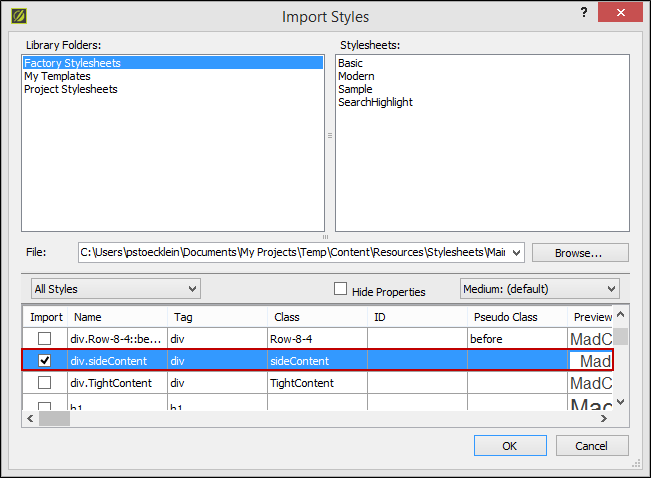 Import Styles ?
Library Folders: Stylesheets:
Factory Stylesheets
My Templates
Project Stylesheets
Basic
Modern
Sample
SearchHighlight
File: C:\Users\pstoecklein\Documents\My Projects\Temp\Content\Resources\Stylesheets\Main Browse...
All Styles Hide Properties Medium: (default)
Import Name Tag Class ID Pseudo Class Preview
div.Row-8-4::be... div Row-8-4 before MadC
div.sideContent div sideContent Mad
div.TightContent div TightContent MadC
h1 h1 Mad
OK Cancel